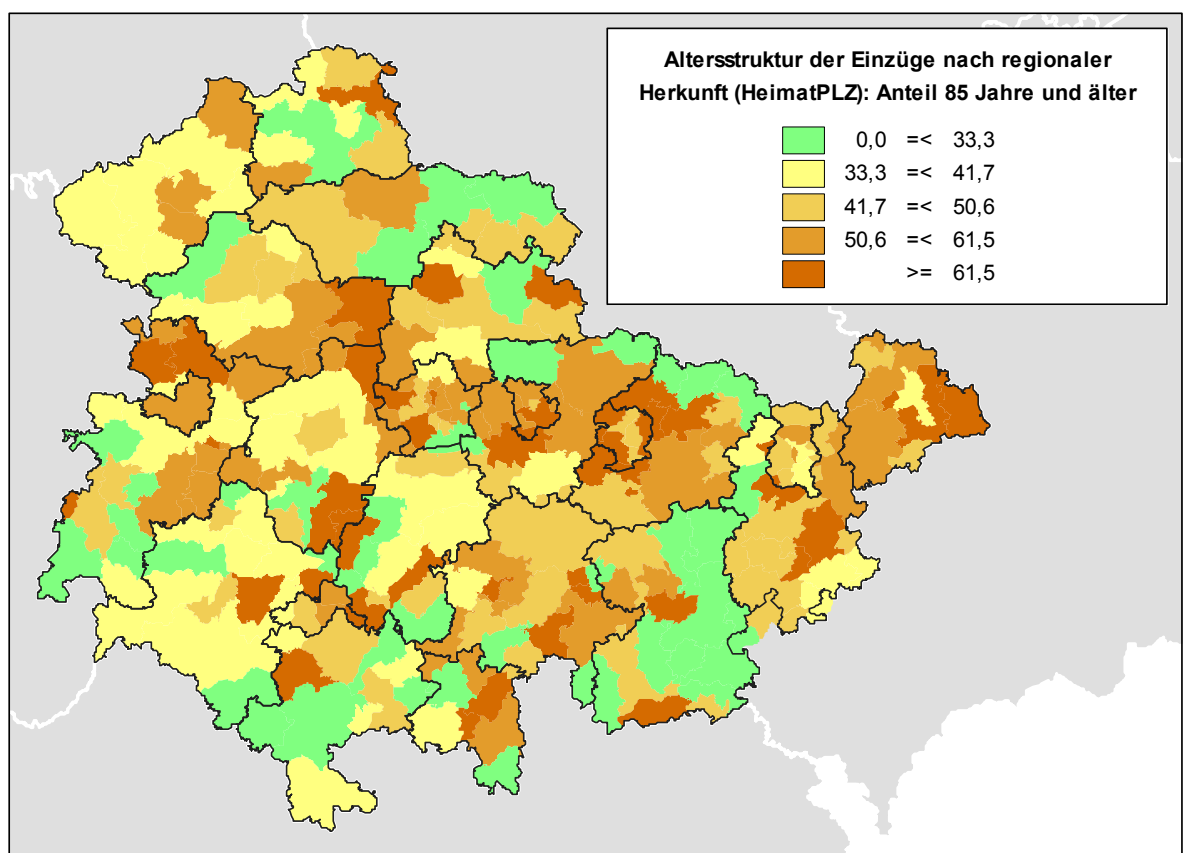 Altersstruktur der Einzüge nach regionaler
Herkunft (HeimatPLZ): Anteil 85 Jahre und älter
0,0 =< 33,3
33,3 =< 41,7
41,7 =< 50,6
50,6 =< 61,5
>= 61,5